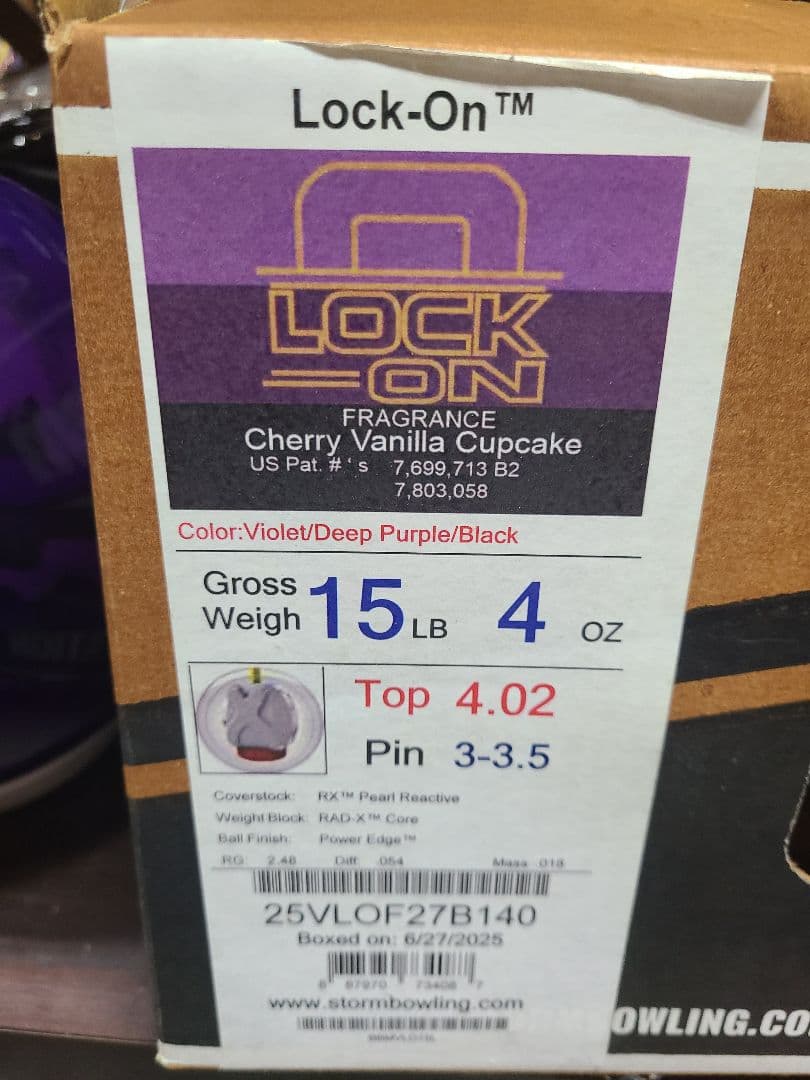 Lock-On™
LOCK
ON
FRAGRANCE
Cherry Vanilla Cupcake
US Pat. # ' s 7,699,713 B2
7,803,058
Color:Violet/Deep Purple/Black
Gross
Weigh 15 LB 4 OZ
Top 4.02
Pin 3-3.5
Coverstock: RX™ Pearl Reactive
Weight Block: RAD-X™ Core
Ball Finish: Power Edge™
RG: 2.48 Diff: .054 Mass .018
25VLOF27B140
Boxed on: 6/27/2025
87970 73408 7
www.stormbowling.com
OWLING.CO